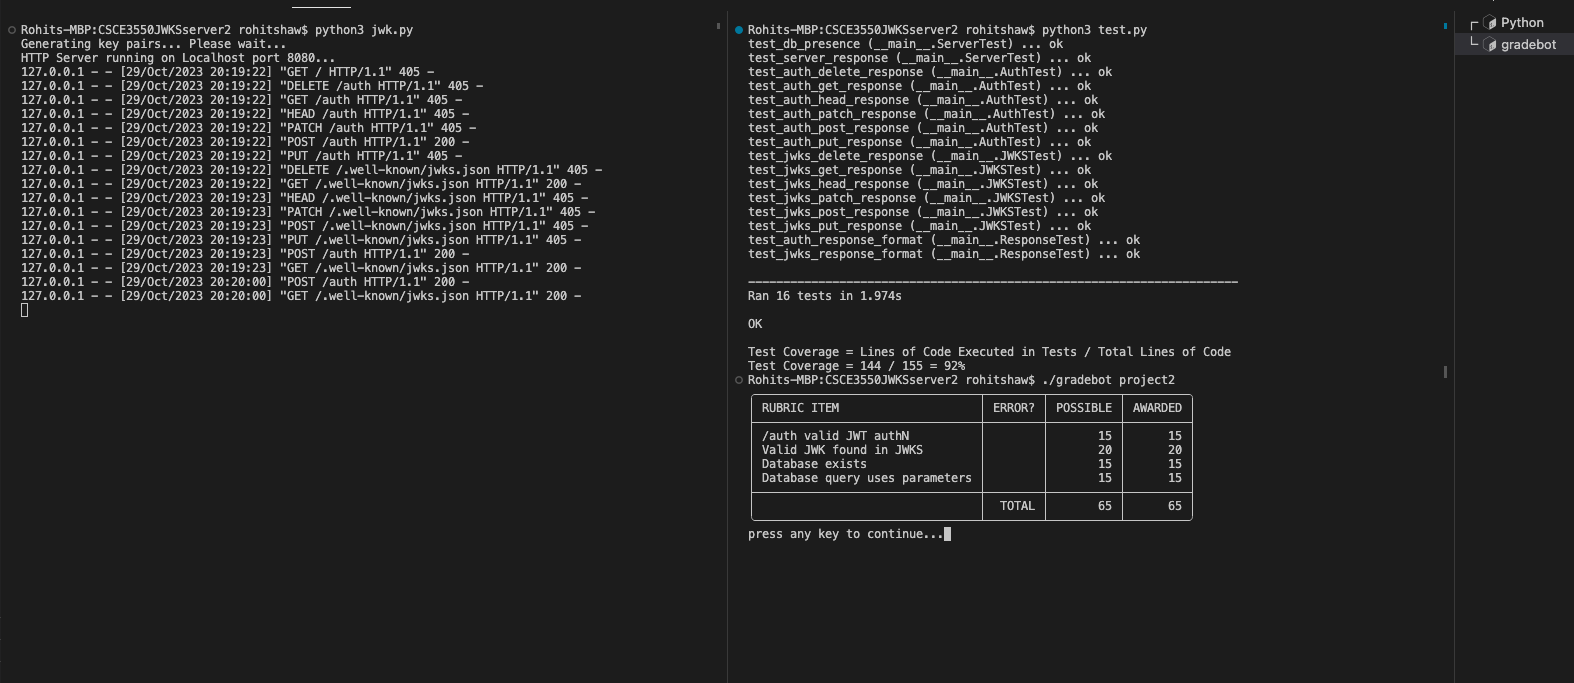 Rohits-MBP:CSCE3550JWKSserver2 rohitshaw$ python3 jwk.py
Generating key pairs... Please wait...
HTTP Server running on Localhost port 8080...
127.0.0.1 - - [29/Oct/2023 20:19:22] "GET / HTTP/1.1" 405 -
127.0.0.1 - - [29/Oct/2023 20:19:22] "DELETE /auth HTTP/1.1" 405 -
127.0.0.1 - - [29/Oct/2023 20:19:22] "GET /auth HTTP/1.1" 405 -
127.0.0.1 - - [29/Oct/2023 20:19:22] "HEAD /auth HTTP/1.1" 405 -
127.0.0.1 - - [29/Oct/2023 20:19:22] "PATCH /auth HTTP/1.1" 405 -
127.0.0.1 - - [29/Oct/2023 20:19:22] "POST /auth HTTP/1.1" 200 -
127.0.0.1 - - [29/Oct/2023 20:19:22] "PUT /auth HTTP/1.1" 405 -
127.0.0.1 - - [29/Oct/2023 20:19:22] "DELETE /.well-known/jwks.json HTTP/1.1" 405 -
127.0.0.1 - - [29/Oct/2023 20:19:22] "GET /.well-known/jwks.json HTTP/1.1" 200 -
127.0.0.1 - - [29/Oct/2023 20:19:23] "HEAD /.well-known/jwks.json HTTP/1.1" 405 -
127.0.0.1 - - [29/Oct/2023 20:19:23] "PATCH /.well-known/jwks.json HTTP/1.1" 405 -
127.0.0.1 - - [29/Oct/2023 20:19:23] "POST /.well-known/jwks.json HTTP/1.1" 405 -
127.0.0.1 - - [29/Oct/2023 20:19:23] "PUT /.well-known/jwks.json HTTP/1.1" 405 -
127.0.0.1 - - [29/Oct/2023 20:19:23] "POST /auth HTTP/1.1" 200 -
127.0.0.1 - - [29/Oct/2023 20:19:23] "GET /.well-known/jwks.json HTTP/1.1" 200 -
127.0.0.1 - - [29/Oct/2023 20:20:00] "POST /auth HTTP/1.1" 200 -
127.0.0.1 - - [29/Oct/2023 20:20:00] "GET /.well-known/jwks.json HTTP/1.1" 200 -
Rohits-MBP:CSCE3550JWKSserver2 rohitshaw$ python3 test.py
test_db_presence (__main__.ServerTest) ... ok
test_server_response (__main__.ServerTest) ... ok
test_auth_delete_response (__main__.AuthTest) ... ok
test_auth_get_response (__main__.AuthTest) ... ok
test_auth_head_response (__main__.AuthTest) ... ok
test_auth_patch_response (__main__.AuthTest) ... ok
test_auth_post_response (__main__.AuthTest) ... ok
test_auth_put_response (__main__.AuthTest) ... ok
test_jwks_delete_response (__main__.JWKSTest) ... ok
test_jwks_get_response (__main__.JWKSTest) ... ok
test_jwks_head_response (__main__.JWKSTest) ... ok
test_jwks_patch_response (__main__.JWKSTest) ... ok
test_jwks_post_response (__main__.JWKSTest) ... ok
test_jwks_put_response (__main__.JWKSTest) ... ok
test_auth_response_format (__main__.ResponseTest) ... ok
test_jwks_response_format (__main__.ResponseTest) ... ok
----------------------------------------------------------------------
Ran 16 tests in 1.974s
OK
Test Coverage = Lines of Code Executed in Tests / Total Lines of Code
Test Coverage = 144 / 155 = 92%
Rohits-MBP:CSCE3550JWKSserver2 rohitshaw$ ./gradebot project2
RUBRIC ITEM ERROR? POSSIBLE AWARDED
/auth valid JWT authN 15 15
Valid JWK found in JWKS 20 20
Database exists 15 15
Database query uses parameters 15 15
TOTAL 65 65
press any key to continue...
Python
gradebot